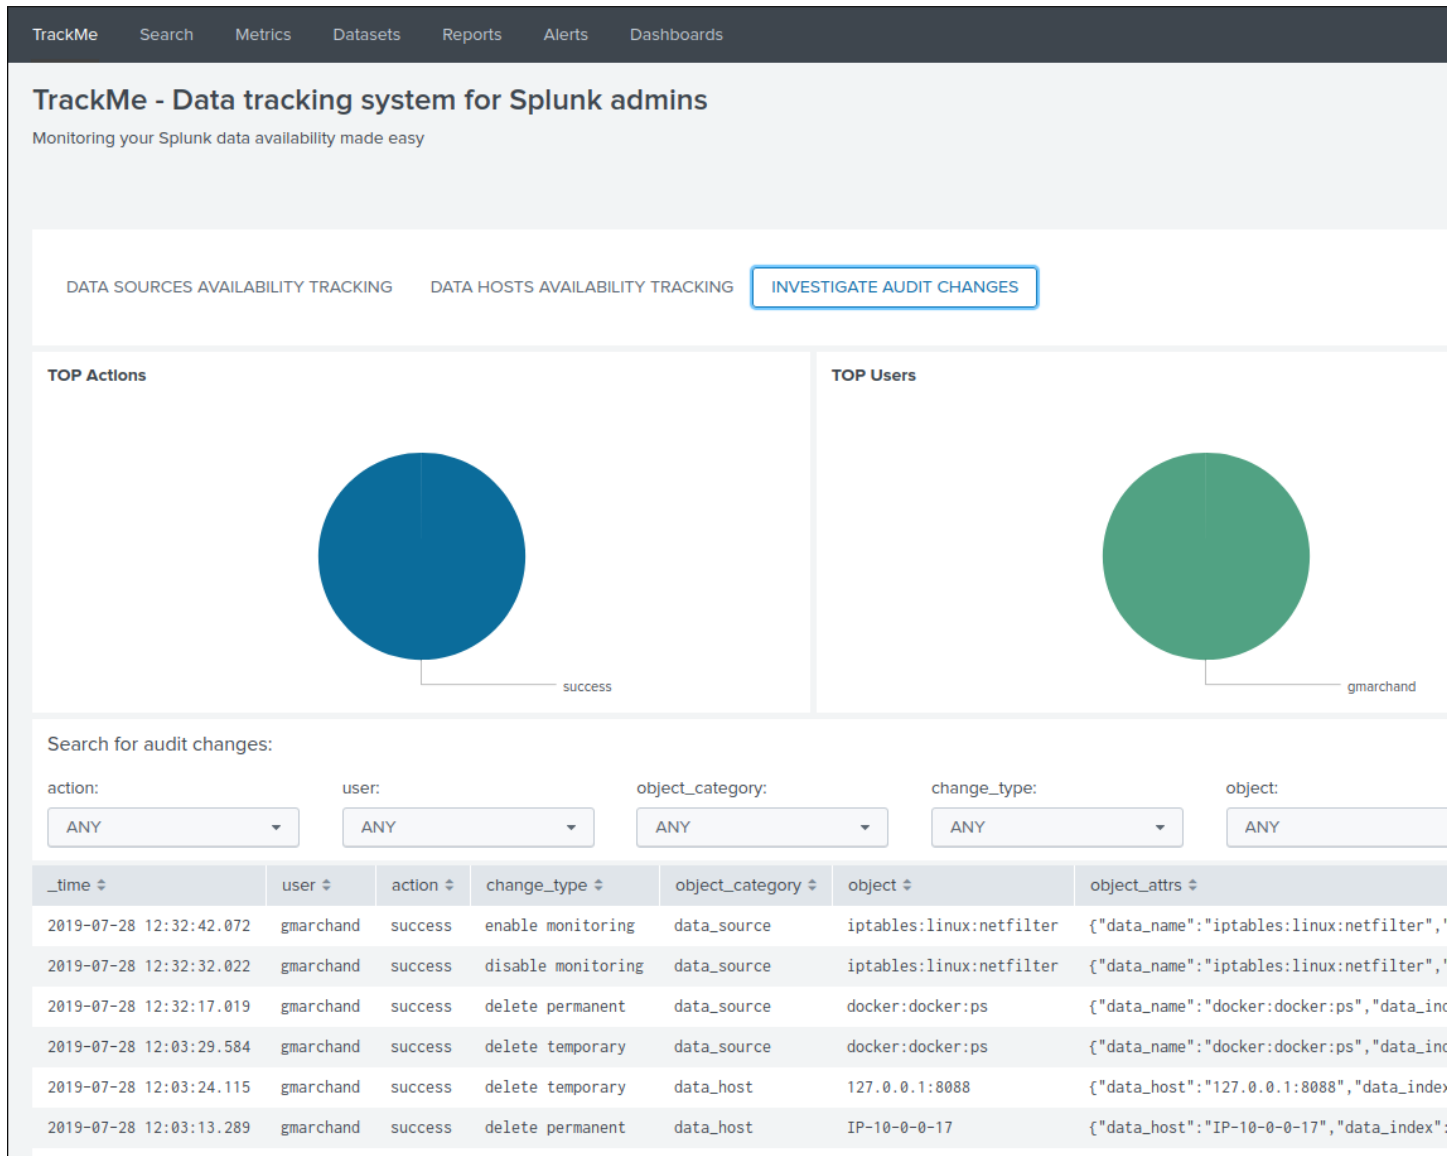 TrackMe Search Metrics Datasets Reports Alerts Dashboards
TrackMe - Data tracking system for Splunk admins
Monitoring your Splunk data availability made easy
DATA SOURCES AVAILABILITY TRACKING DATA HOSTS AVAILABILITY TRACKING INVESTIGATE AUDIT CHANGES
TOP Actions TOP Users
success gmarchand
Search for audit changes:
action: user: object_category: change_type: object:
ANY ANY ANY ANY ANY
_time user action change_type object_category object object_attrs
2019-07-28 12:32:42.072 gmarchand success enable monitoring data_source iptables:linux:netfilter {"data_name":"iptables:linux:netfilter","
2019-07-28 12:32:32.022 gmarchand success disable monitoring data_source iptables:linux:netfilter {"data_name":"iptables:linux:netfilter","
2019-07-28 12:32:17.019 gmarchand success delete permanent data_source docker:docker:ps {"data_name":"docker:docker:ps","data_ind
2019-07-28 12:03:29.584 gmarchand success delete temporary data_source docker:docker:ps {"data_name":"docker:docker:ps","data_ind
2019-07-28 12:03:24.115 gmarchand success delete temporary data_host 127.0.0.1:8088 {"data_host":"127.0.0.1:8088","data_index
2019-07-28 12:03:13.289 gmarchand success delete permanent data_host IP-10-0-0-17 {"data_host":"IP-10-0-0-17","data_index":